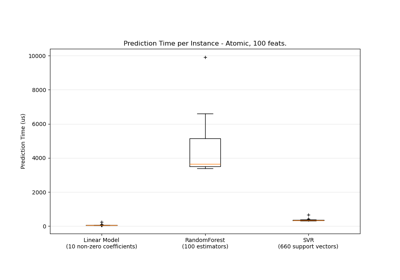 Prediction Time per Instance - Atomic, 100 feats.
10000
8000
6000
4000
2000
0
Prediction Time (us)
Linear Model
(10 non-zero coefficients)
RandomForest
(100 estimators)
SVR
(660 support vectors)